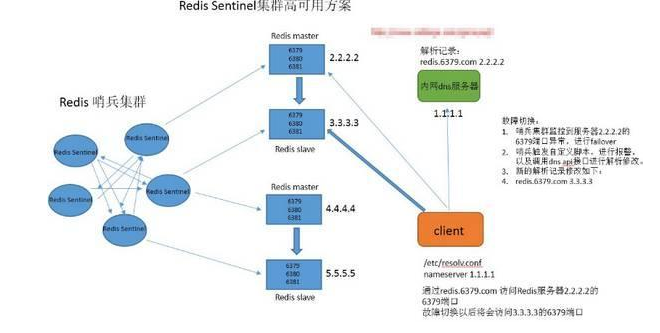 Redis Sentinel集群高可用方案
Redis master
6379
6380
6381
2.2.2.2
解析记录:
redis.6379.com 2.2.2.2
内网dns服务器
1.1.1.1
Redis 哨兵集群
6379
6380
6381
3.3.3.3
Redis slave
Redis Sentinel
Redis Sentinel
Redis Sentinel
Redis Sentinel
Redis Sentinel
故障切换:
1. 哨兵集群监控到服务器2.2.2.2的
6379端口异常，进行failover
2. 哨兵触发自定义脚本，进行报警，
以及调用dns api接口进行解析修改。
3. 新的解析记录修改如下:
4. redis.6379.com 3.3.3.3
Redis master
6379
6380
6381
4.4.4.4
client
6379
6380
6381
5.5.5.5
Redis slave
/etc/resolv.conf
nameserver 1.1.1.1
通过redis.6379.com 访问Redis服务器2.2.2.2的
6379端口
故障切换以后将会访问3.3.3.3的6379端口